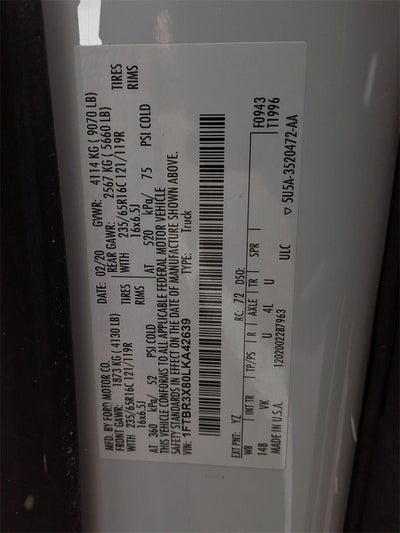 MFD. BY FORD MOTOR CO.
DATE: 02/20 GVWR: 4114 KG ( 9070 LB)
FRONT GAWR: 1873 KG ( 4130 LB) REAR GAWR: 2567 KG ( 5660 LB)
WITH 235/65R16C 121/119R TIRES WITH 235/65R16C 121/119R TIRES
16x6.5J RIMS 16x6.5J RIMS
AT 360 kPa/ 52 PSI COLD AT 520 kPa/ 75 PSI COLD
THIS VEHICLE CONFORMS TO ALL APPLICABLE FEDERAL MOTOR VEHICLE
SAFETY STANDARDS IN EFFECT ON THE DATE OF MANUFACTURE SHOWN ABOVE.
VIN: 1FTBR3X80LKA42639 Truck
F0943
T1996
EXT PNT: YZ RC: 72 DSO:
WB INT TR TP/PS R AXLE TR SPR
148 VK U 4L U ULC
MADE IN U.S.A. 12020022 87963 ▽ 5U5A-3520472-AA